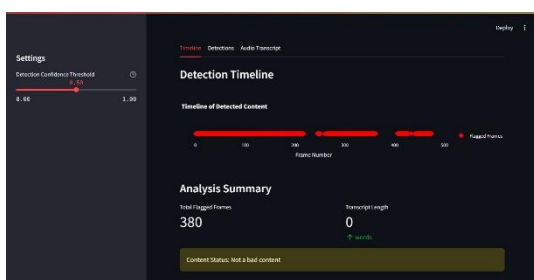 Deploy
Settings
Detection Confidence Threshold
0.50
0.00 1.00
Timeline Detections Audio Transcript
Detection Timeline
Timeline of Detected Content
Flagged Frames
0 100 200 300 400 500
Frame Number
Analysis Summary
Total Flagged Frames
380
Transcript Length
0
↑ words
Content Status: Not a bad content